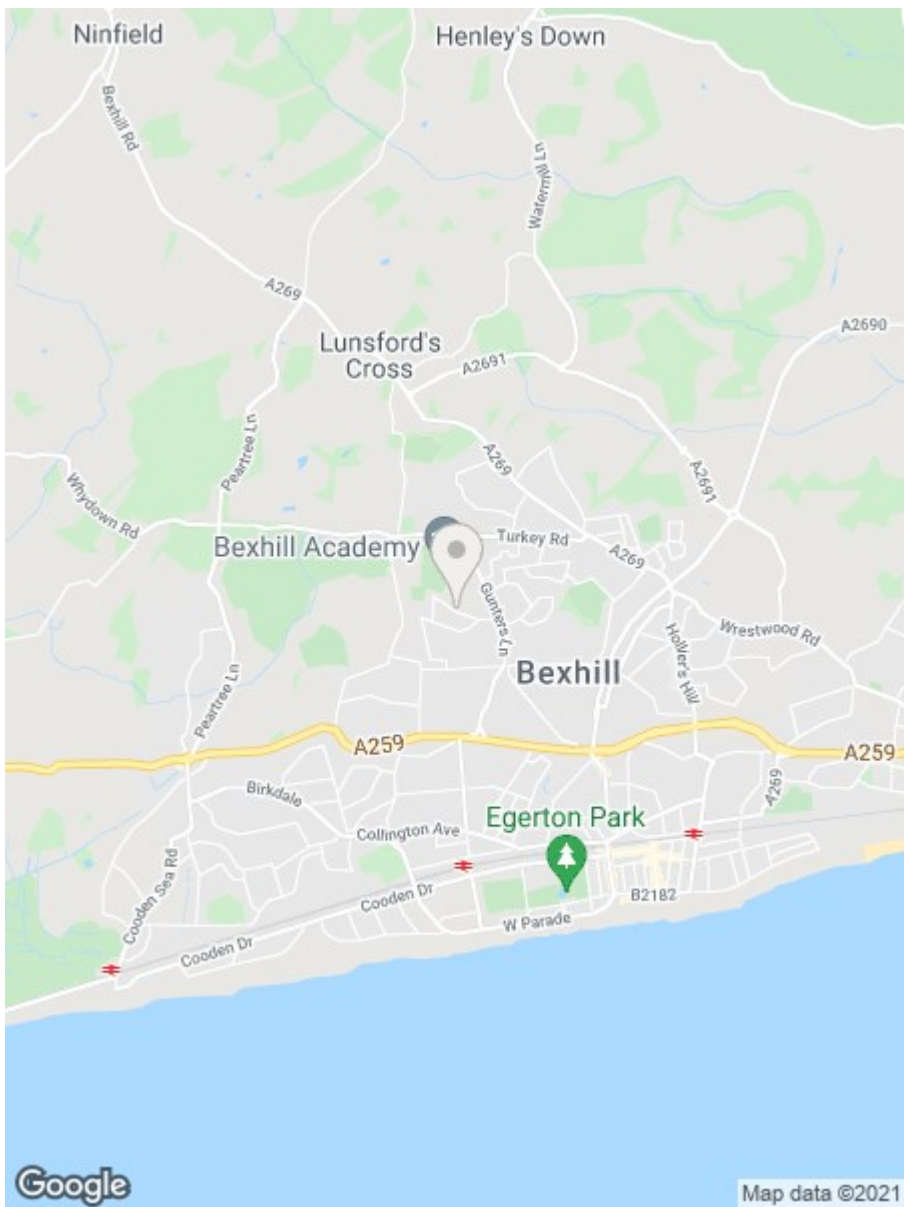 Ninfield
Henley's Down
Bexhill Rd
Watermill Ln
A269
A2690
Lunsford's
Cross
A2691
Peartree Ln
A269
A2691
Whydown Rd
Turkey Rd
Bexhill Academy
A269
Gunters Ln
Wrestwood Rd
Holliers Hill
Bexhill
Peartree Ln
A259
A259
Birkdale
A269
Egerton Park
Collington Ave
Cooden Sea Rd
Cooden Dr
B2182
W Parade
Cooden Dr
Google
Map data ©2021